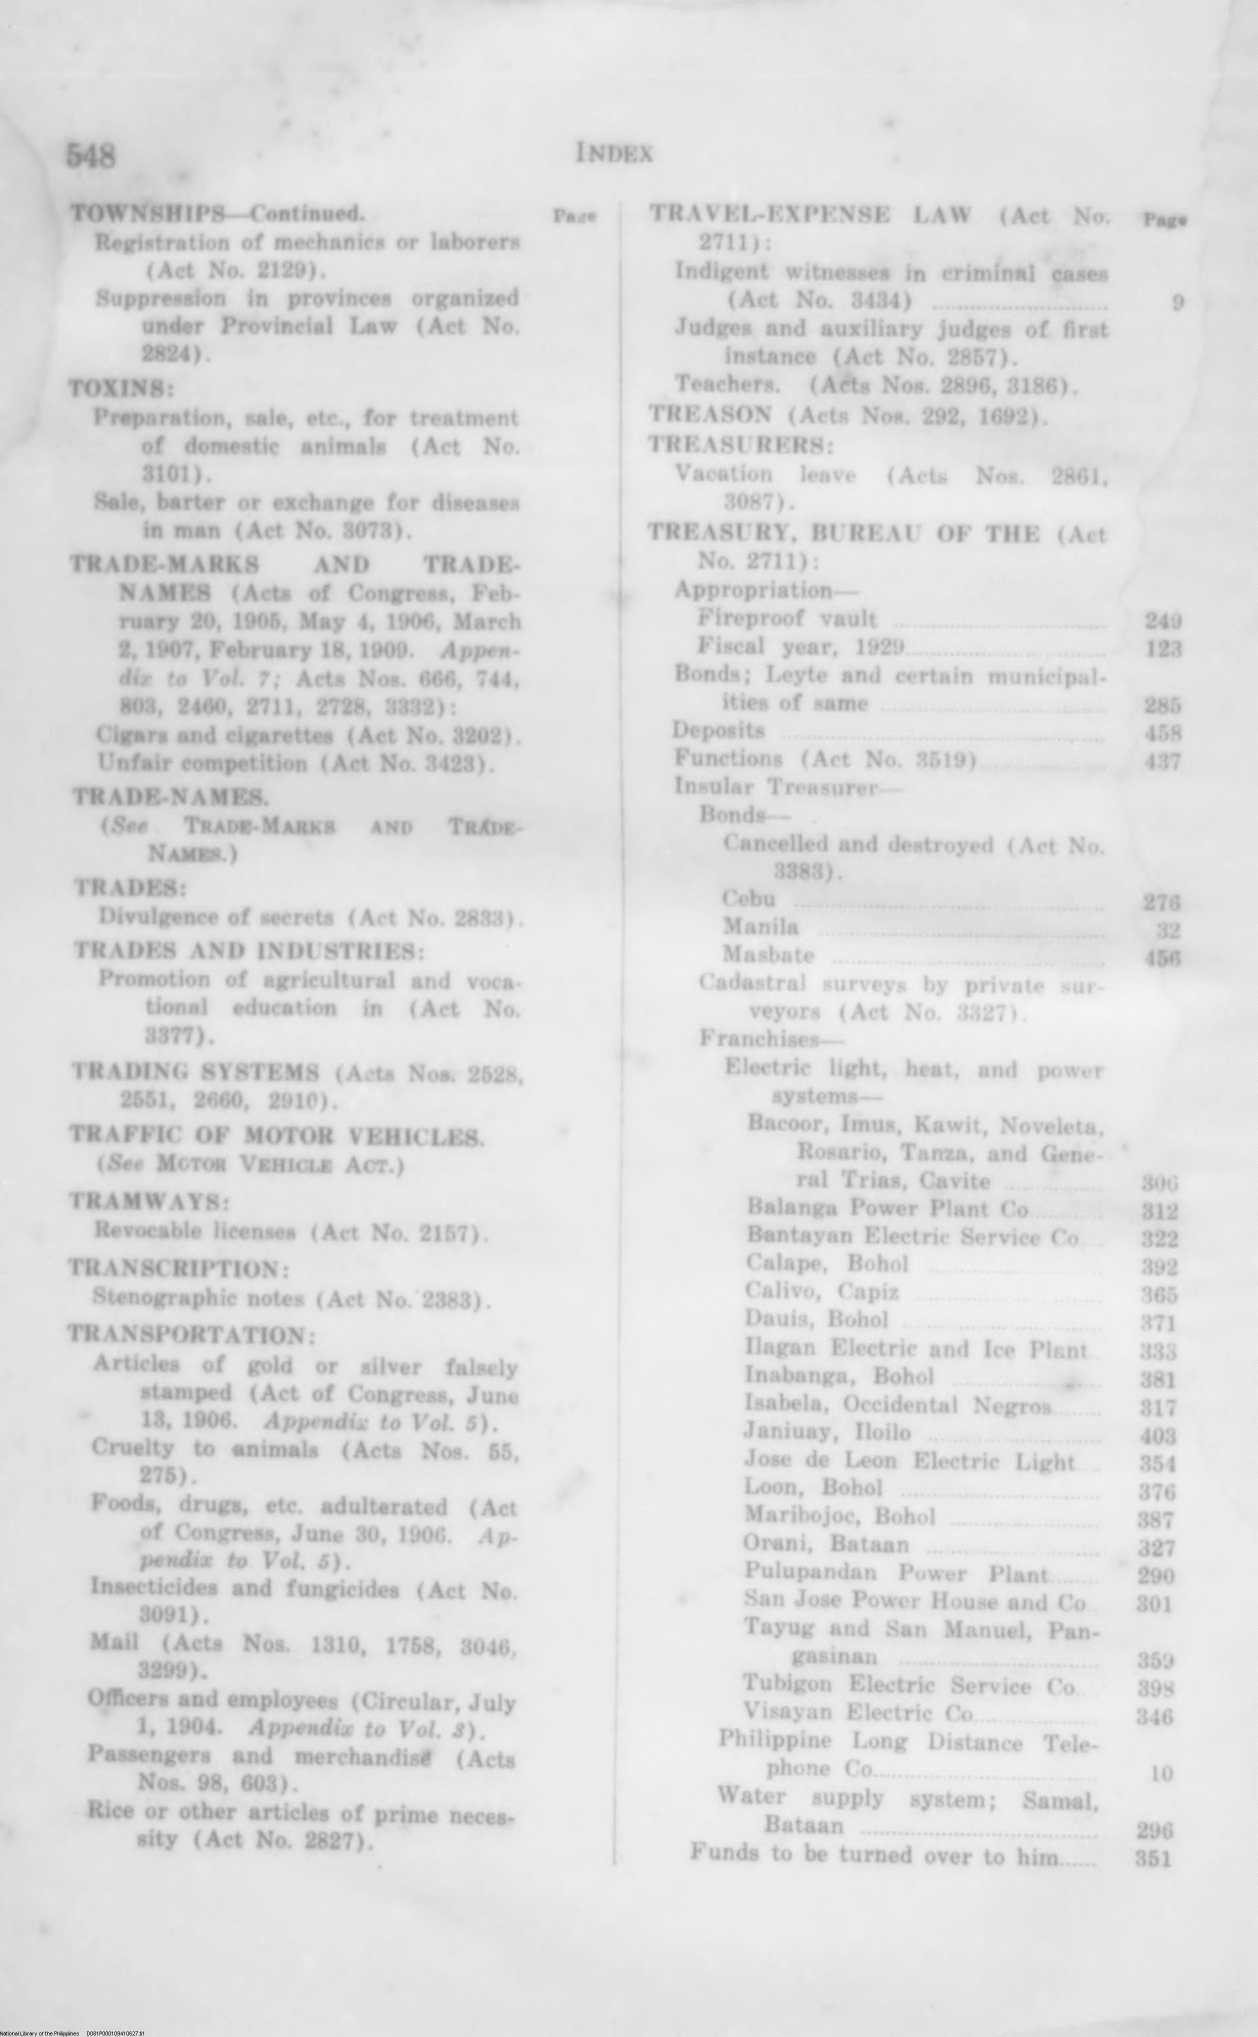 548
INDEX
TOWNSHIPS—Continued. Page
Registration of mechanics or laborers
(Act No. 2129).
Suppression in provinces organized
under Provincial Law (Act No.
2824).
TOXINS:
Preparation, sale, etc., for treatment
of domestic animals (Act No.
3101).
Sale, barter or exchange for diseases
in man (Act No. 3073).
TRADE-MARKS AND TRADE-
NAMES (Acts of Congress, Feb-
ruary 20, 1905, May 4, 1906, March
2, 1907, February 18, 1909. Appen-
dix to Vol. 7; Acts Nos. 666, 744,
803, 2460, 2711, 2728, 3332):
Cigars and cigarettes (Act No. 3202).
Unfair competition (Act No. 3423).
TRADE-NAMES.
(See TRADE-MARKS AND TRADE-
NAMES.)
TRADES:
Divulgence of secrets (Act No. 2833).
TRADES AND INDUSTRIES:
Promotion of agricultural and voca-
tional education in (Act No.
3377).
TRADING SYSTEMS (Acts Nos. 2528,
2551, 2660, 2910).
TRAFFIC OF MOTOR VEHICLES.
(See MOTOR VEHICLE ACT.)
TRAMWAYS:
Revocable licenses (Act No. 2157).
TRANSCRIPTION:
Stenographic notes (Act No. 2383).
TRANSPORTATION:
Articles of gold or silver falsely
stamped (Act of Congress, June
13, 1906. Appendix to Vol. 5).
Cruelty to animals (Acts Nos. 55,
275).
Foods, drugs, etc. adulterated (Act
of Congress, June 30, 1906. Ap-
pendix to Vol. 5).
Insecticides and fungicides (Act No.
3091).
Mail (Acts Nos. 1310, 1758, 3046,
3299).
Officers and employees (Circular, July
1, 1904. Appendix to Vol. 3).
Passengers and merchandise (Acts
Nos. 98, 603).
Rice or other articles of prime neces-
sity (Act No. 2827).
TRAVEL-EXPENSE LAW (Act No. Page
2711):
Indigent witnesses in criminal cases
(Act No. 3434) 9
Judges and auxiliary judges of first
instance (Act No. 2857).
Teachers. (Acts Nos. 2896, 3186).
TREASON (Acts Nos. 292, 1692).
TREASURERS:
Vacation leave (Acts Nos. 2861,
3087).
TREASURY, BUREAU OF THE (Act
No. 2711):
Appropriation—
Fireproof vault 249
Fiscal year, 1929 123
Bonds; Leyte and certain municipal-
ities of same 285
Deposits 458
Functions (Act No. 3519) 437
Insular Treasurer—
Bonds—
Cancelled and destroyed (Act No.
3383).
Cebu 276
Manila 32
Masbate 456
Cadastral surveys by private sur-
veyors (Act No. 3327).
Franchises—
Electric light, heat, and power
systems—
Bacoor, Imus, Kawit, Noveleta,
Rosario, Tanza, and Gene-
ral Trias, Cavite 306
Balanga Power Plant Co 312
Bantayan Electric Service Co 322
Calape, Bohol 392
Calivo, Capiz 365
Dauis, Bohol 371
Ilagan Electric and Ice Plant 333
Inabanga, Bohol 381
Isabela, Occidental Negros 317
Janiuay, Iloilo 403
Jose de Leon Electric Light 354
Loon, Bohol 376
Maribojoc, Bohol 387
Orani, Bataan 327
Pulupandan Power Plant 290
San Jose Power House and Co 301
Tayug and San Manuel, Pan-
gasinan 359
Tubigon Electric Service Co 398
Visayan Electric Co 346
Philippine Long Distance Tele-
phone Co 10
Water supply system; Samal,
Bataan 296
Funds to be turned over to him 351
National Library of the Philippines